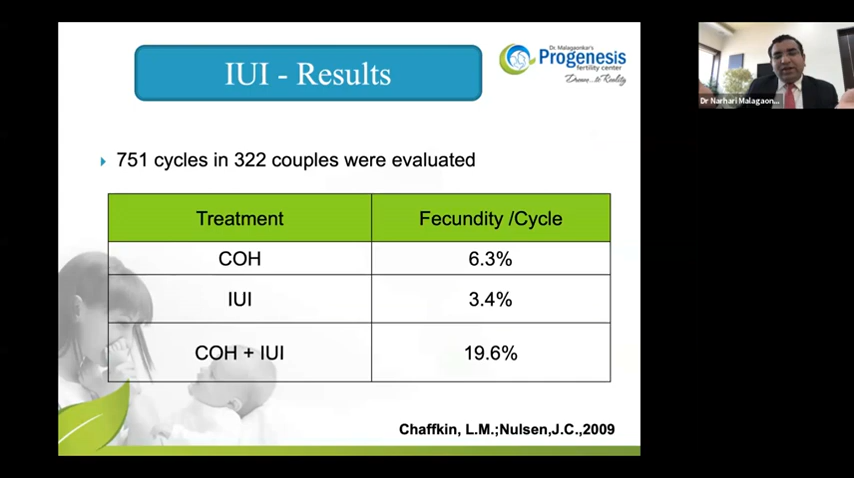 IUI - Results
Dr. Malagaonkar's
Progenesis
fertility center
Dream...to Reality
Dr Narhari Malagaon...
751 cycles in 322 couples were evaluated
Treatment Fecundity /Cycle
COH 6.3%
IUI 3.4%
COH + IUI 19.6%
Chaffkin, L.M.;Nulsen,J.C.,2009